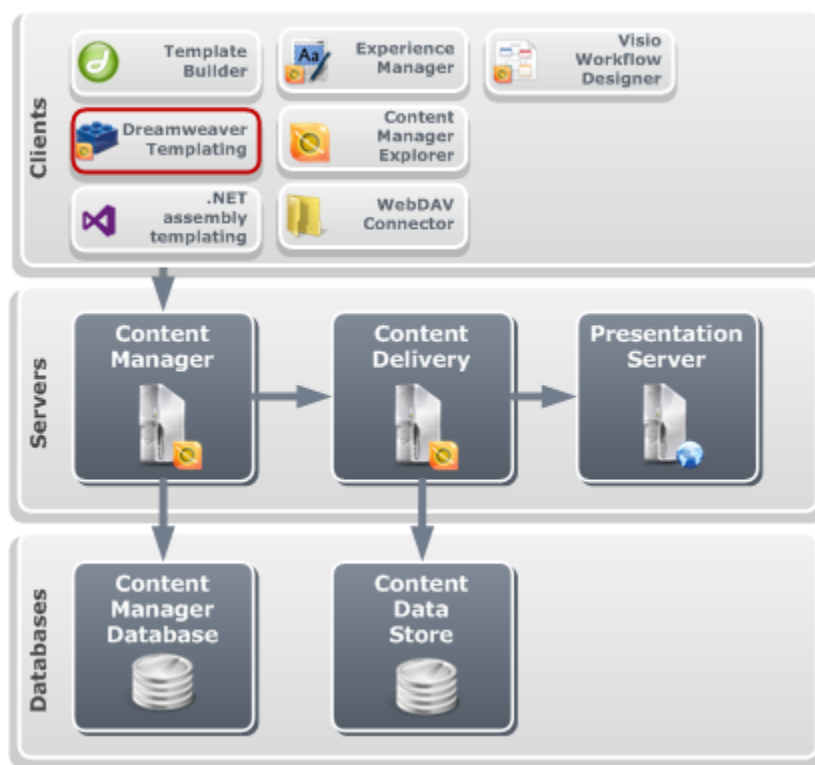 Clients
Template
Builder
Experience
Manager
Visio
Workflow
Designer
Dreamweaver
Templating
Content
Manager
Explorer
.NET
assembly
templating
WebDAV
Connector
Servers
Content
Manager
Content
Delivery
Presentation
Server
Databases
Content
Manager
Database
Content
Data
Store